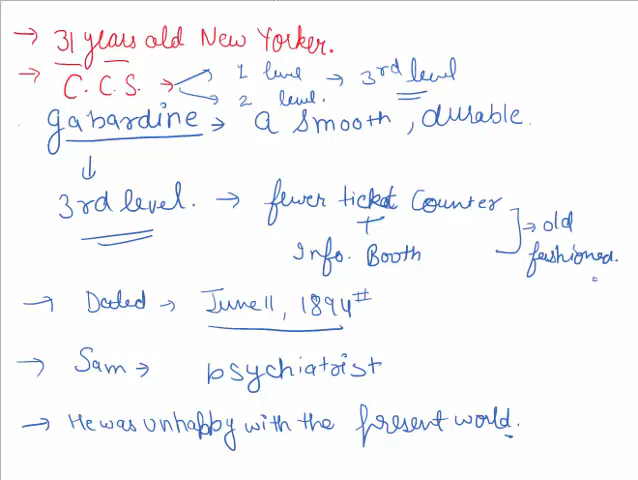 → 31 years old New Yorker.
→ C.C.S. → 1 level → 3rd level
2 level.
gabardine → a smooth, durable.
↓
3rd level. → fewer ticket Counter
+
Info. Booth
→ old fashioned.
→ Dated → June 11, 1894
→ Sam → psychiatrist
→ He was unhappy with the present world.